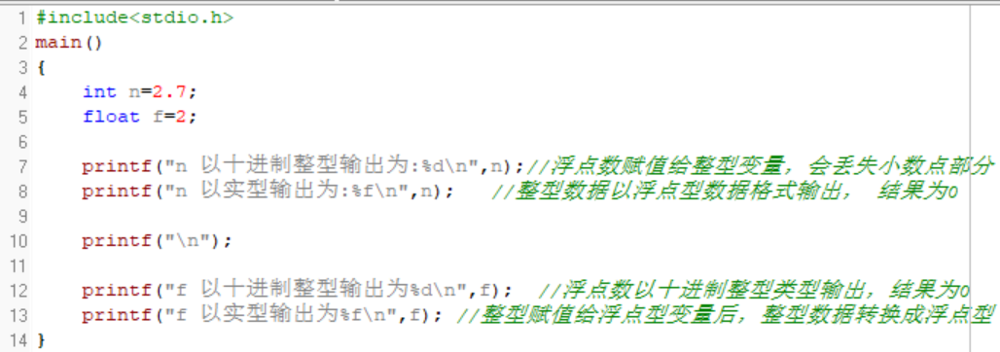 1 #include<stdio.h>
2 main()
3 {
4 int n=2.7;
5 float f=2;
6
7 printf("n 以十进制整型输出为:%d\n",n);//浮点数赋值给整型变量，会丢失小数点部分
8 printf("n 以实型输出为:%f\n",n); //整型数据以浮点型数据格式输出， 结果为0
9
10 printf("\n");
11
12 printf("f 以十进制整型输出为%d\n",f); //浮点数以十进制整型类型输出，结果为0
13 printf("f 以实型输出为%f\n",f); //整型赋值给浮点型变量后，整型数据转换成浮点型
14 }